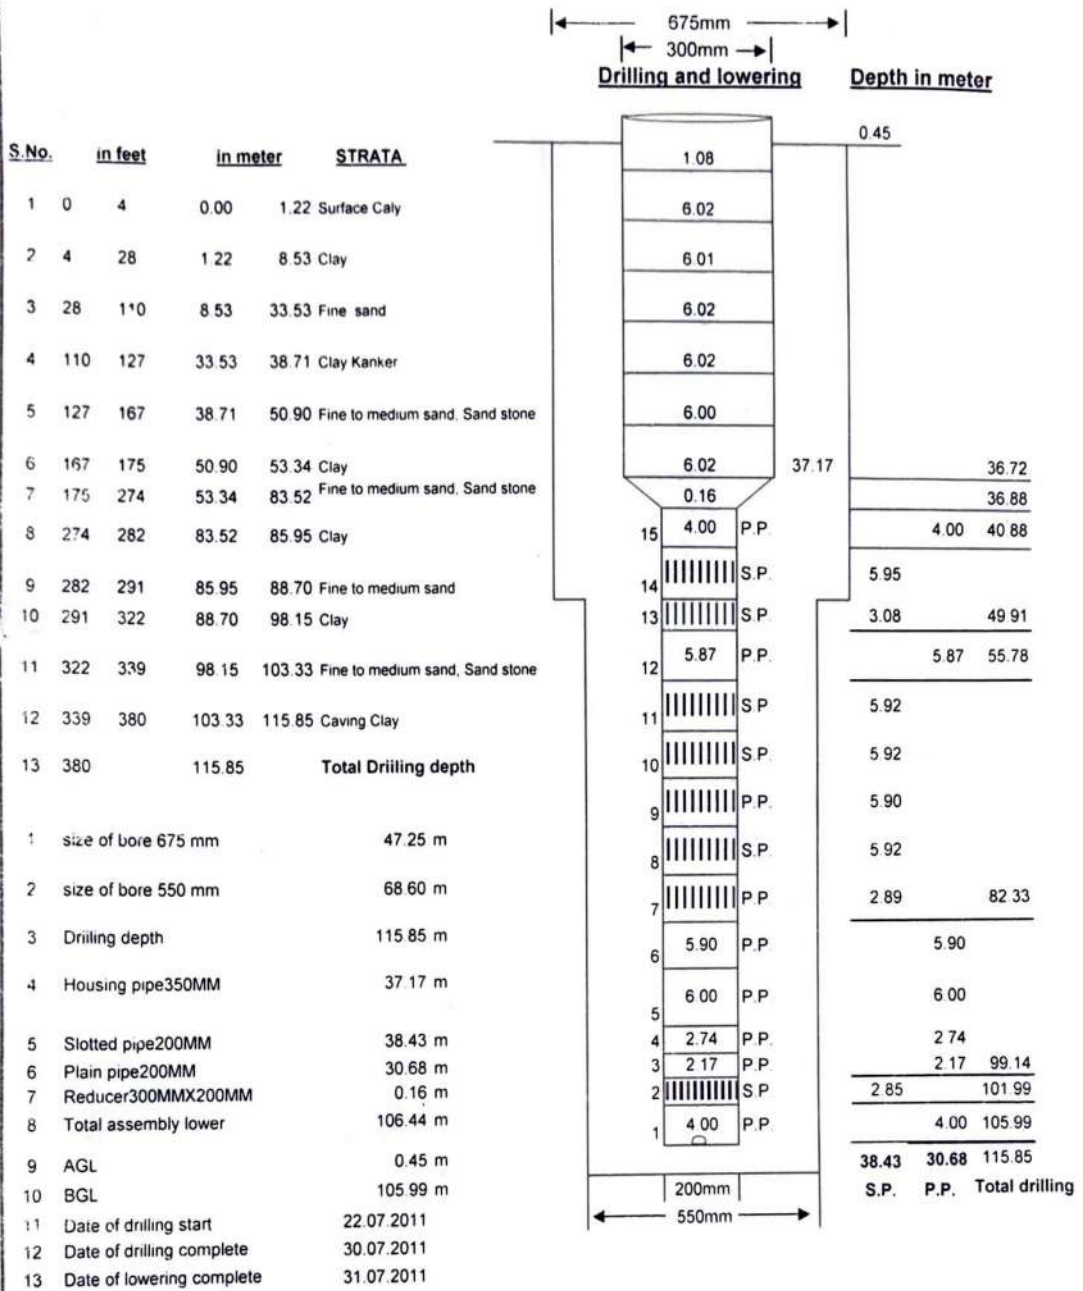 675mm
300mm
Drilling and lowering Depth in meter
0.45
S.No. in feet in meter STRATA
1 0 4 0.00 1.22 Surface Caly
2 4 28 1 22 8.53 Clay
3 28 110 8.53 33.53 Fine sand
4 110 127 33.53 38.71 Clay Kanker
5 127 167 38.71 50.90 Fine to medium sand, Sand stone
6 167 175 50.90 53.34 Clay
7 175 274 53.34 83.52 Fine to medium sand, Sand stone
8 274 282 83.52 85.95 Clay
9 282 291 85.95 88.70 Fine to medium sand
10 291 322 88.70 98.15 Clay
11 322 339 98.15 103.33 Fine to medium sand, Sand stone
12 339 380 103.33 115.85 Caving Clay
13 380 115.85 Total Driiling depth
1 size of bore 675 mm 47.25 m
2 size of bore 550 mm 68.60 m
3 Driiling depth 115 85 m
4 Housing pipe350MM 37.17 m
5 Slotted pipe200MM 38.43 m
6 Plain pipe200MM 30.68 m
7 Reducer300MMX200MM 0.16 m
8 Total assembly lower 106.44 m
9 AGL 0.45 m
10 BGL 105.99 m
11 Date of drilling start 22.07.2011
12 Date of drilling complete 30.07.2011
13 Date of lowering complete 31.07.2011
1.08
6.02
6.01
6.02
6.02
6.00
6.02 37.17 36.72
0.16 36.88
15 4.00 P.P. 4.00 40 88
14 S.P. 5.95
13 S.P. 3.08 49 91
12 5.87 P.P. 5.87 55.78
11 S P 5.92
10 S.P. 5 92
9 P.P. 5.90
8 S.P. 5 92
7 P P. 2.89 82.33
6 5.90 P.P 5.90
5 6 00 P.P 6 00
4 2.74 P.P. 2 74
3 2 17 P.P. 2.17 99.14
2 S P. 2.85 101.99
1 4 00 P.P. 4.00 105.99
38.43 30.68 115.85
S.P. P.P. Total drilling
200mm
550mm